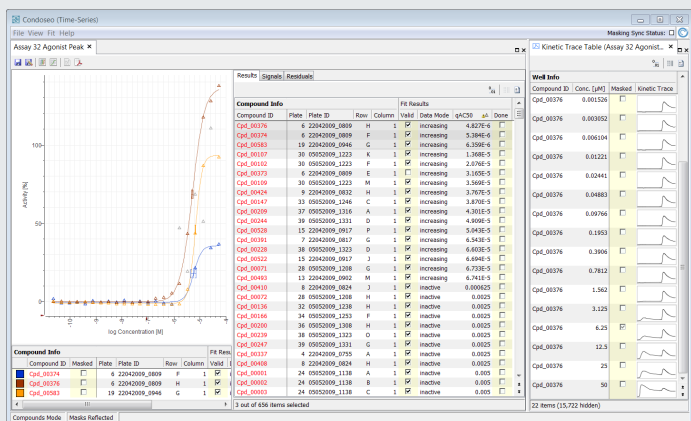 Condoseo (Time-Series)
File View Fit Help
Masking Sync Status:
Assay 32 Agonist Peak ×
Activity [%]
100
50
0
-10 -9 -8 -7 -6 -5 -4
log Concentration [M]
Compound Info Fit Resu
Compound ID Masked Plate Plate ID Row Column Valid
Cpd_00374 6 22042009_0809 F 1
Cpd_00376 6 22042009_0809 H 1
Cpd_00583 19 22042009_0946 G 1
Results Signals Residuals
Compound Info Fit Results
Compound ID Plate Plate ID Row Column Valid Data Mode qAC50 Done
Cpd_00376 6 22042009_0809 H 1 increasing 4.827E-6
Cpd_00374 6 22042009_0809 F 1 increasing 5.384E-6
Cpd_00583 19 22042009_0946 G 1 increasing 6.359E-6
Cpd_00107 30 05052009_1223 K 1 increasing 1.368E-5
Cpd_00102 30 05052009_1223 F 1 increasing 2.076E-5
Cpd_00373 6 22042009_0809 E 1 increasing 3.165E-5
Cpd_00109 30 05052009_1223 M 1 increasing 3.569E-5
Cpd_00424 9 22042009_0832 H 1 increasing 3.767E-5
Cpd_00147 33 05052009_1246 C 1 increasing 3.870E-5
Cpd_00209 37 05052009_1316 A 1 increasing 4.301E-5
Cpd_00244 39 05052009_1331 D 1 increasing 4.909E-5
Cpd_00528 15 22042009_0917 P 1 increasing 5.043E-5
Cpd_00391 7 22042009_0817 G 1 increasing 6.543E-5
Cpd_00228 38 05052009_1323 D 1 increasing 6.603E-5
Cpd_00522 15 22042009_0917 J 1 increasing 6.694E-5
Cpd_00071 28 05052009_1208 G 1 increasing 6.733E-5
Cpd_00493 13 22042009_0902 M 1 increasing 6.741E-5
Cpd_00410 8 22042009_0824 J 1 inactive 0.000625
Cpd_00072 28 05052009_1208 H 1 inactive 0.0025
Cpd_00136 32 05052009_1238 H 1 inactive 0.0025
Cpd_00166 34 05052009_1253 F 1 inactive 0.0025
Cpd_00200 36 05052009_1308 H 1 inactive 0.0025
Cpd_00239 38 05052009_1323 O 1 inactive 0.0025
Cpd_00247 39 05052009_1331 G 1 inactive 0.0025
Cpd_00337 4 22042009_0755 A 1 inactive 0.0025
Cpd_00408 8 22042009_0824 H 1 inactive 0.0025
Cpd_00001 24 05052009_1138 A 1 inactive 0.005
Cpd_00002 24 05052009_1138 B 1 inactive 0.005
Cpd_00003 24 05052009_1138 C 1 inactive 0.005
3 out of 656 items selected
Kinetic Trace Table (Assay 32 Agonist... ×
Well Info
Compound ID Conc. [µM] Masked Kinetic Trace
Cpd_00376 0.001526
Cpd_00376 0.003052
Cpd_00376 0.006104
Cpd_00376 0.01221
Cpd_00376 0.02441
Cpd_00376 0.04883
Cpd_00376 0.09766
Cpd_00376 0.1953
Cpd_00376 0.3906
Cpd_00376 0.7812
Cpd_00376 1.562
Cpd_00376 3.125
Cpd_00376 6.25
Cpd_00376 12.5
Cpd_00376 25
Cpd_00376 50
22 items (15,722 hidden)
Compounds Mode Masks Reflected